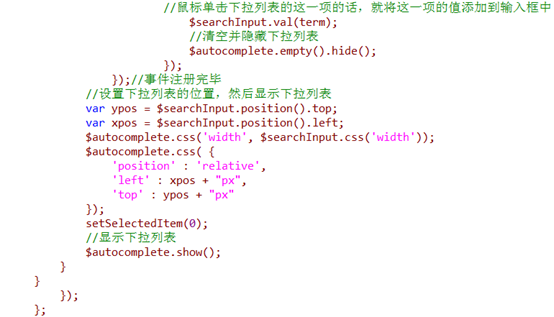 //鼠标单击下拉列表的这一项的话，就将这一项的值添加到输入框中
$searchInput.val(term);
//清空并隐藏下拉列表
$autocomplete.empty().hide();
});
});//事件注册完毕
//设置下拉列表的位置，然后显示下拉列表
var ypos = $searchInput.position().top;
var xpos = $searchInput.position().left;
$autocomplete.css('width', $searchInput.css('width'));
$autocomplete.css( {
'position' : 'relative',
'left' : xpos + "px",
'top' : ypos + "px"
});
setSelectedItem(0);
//显示下拉列表
$autocomplete.show();
}
}
});
};